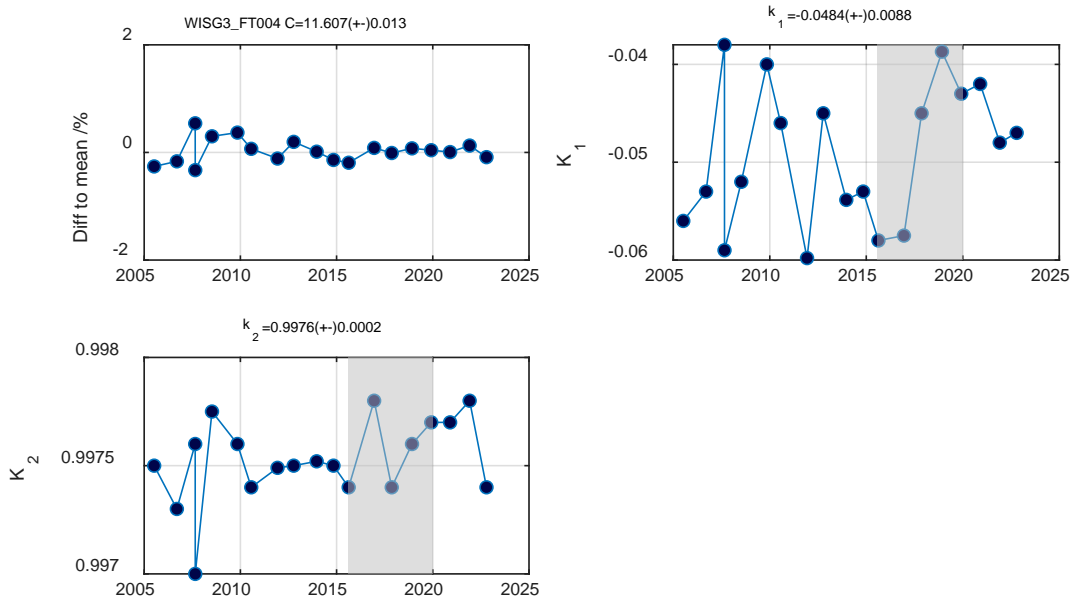 WISG3_FT004 C=11.607(+-)0.013
2
0
-2
Diff to mean /%
2005 2010 2015 2020 2025
k 1=-0.0484(+-)0.0088
-0.04
-0.05
-0.06
K 1
2005 2010 2015 2020 2025
k 2=0.9976(+-)0.0002
0.998
0.9975
0.997
K 2
2005 2010 2015 2020 2025